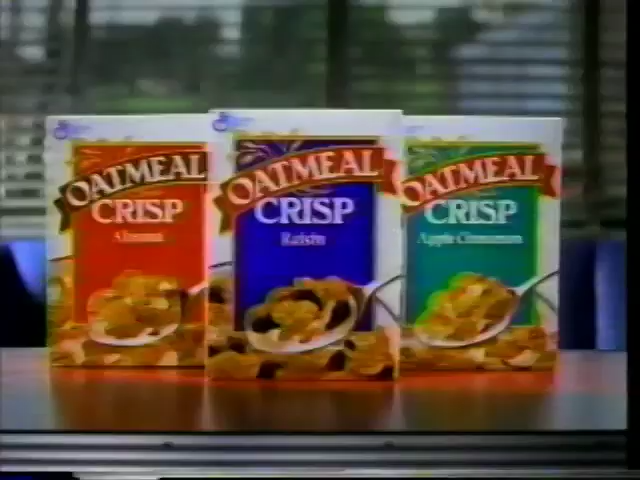 OATMEAL
CRISP
Almond
OATMEAL
CRISP
Raisin
OATMEAL
CRISP
Apple Cinnamon